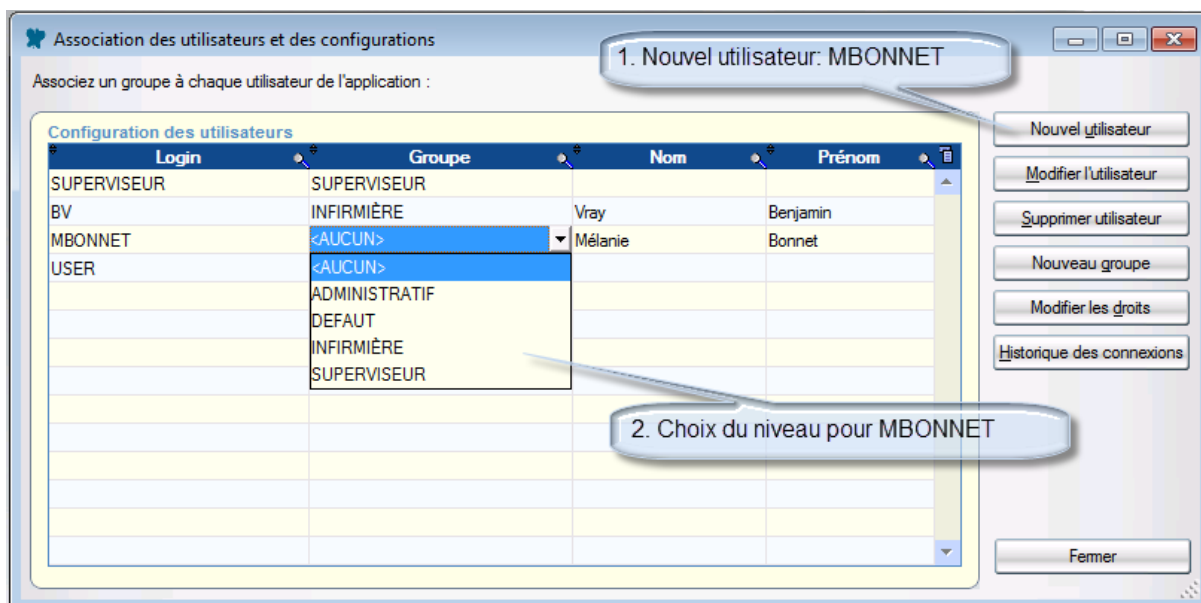 Association des utilisateurs et des configurations
1. Nouvel utilisateur: MBONNET
Associez un groupe à chaque utilisateur de l'application :
Configuration des utilisateurs
Login Groupe Nom Prénom
SUPERVISEUR SUPERVISEUR
BV INFIRMIÈRE Vray Benjamin
MBONNET <AUCUN> Mélanie Bonnet
USER
<AUCUN>
ADMINISTRATIF
DEFAUT
INFIRMIÈRE
SUPERVISEUR
2. Choix du niveau pour MBONNET
Nouvel utilisateur
Modifier l'utilisateur
Supprimer utilisateur
Nouveau groupe
Modifier les droits
Historique des connexions
Fermer